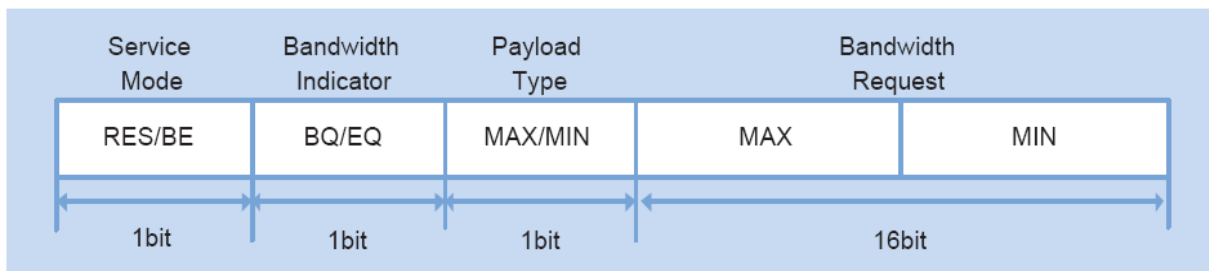 Service
Mode
Bandwidth
Indicator
Payload
Type
Bandwidth
Request
RES/BE
BQ/EQ
MAX/MIN
MAX
MIN
1bit
1bit
1bit
16bit